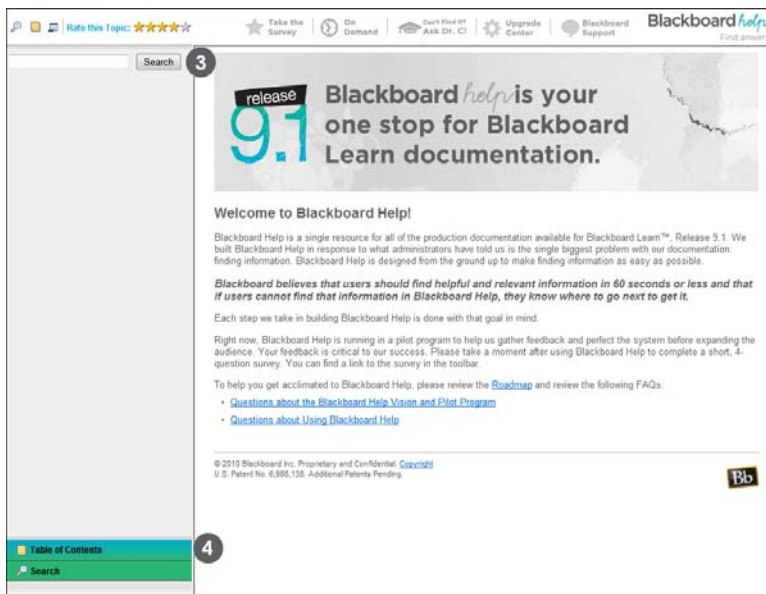 Rate this Topic:
Take the
Survey
On
Demand
Can't Find It?
Ask Dr. C!
Upgrade
Center
Blackboard
Support
Blackboard help
Find answers
Search
3
release
9.1
Blackboard help is your
one stop for Blackboard
Learn documentation.
Welcome to Blackboard Help!
Blackboard Help is a single resource for all of the production documentation available for Blackboard Learn™, Release 9.1. We
built Blackboard Help in response to what administrators have told us is the single biggest problem with our documentation:
finding information. Blackboard Help is designed from the ground up to make finding information as easy as possible.
Blackboard believes that users should find helpful and relevant information in 60 seconds or less and that
if users cannot find that information in Blackboard Help, they know where to go next to get it.
Each step we take in building Blackboard Help is done with that goal in mind.
Right now, Blackboard Help is running in a pilot program to help us gather feedback and perfect the system before expanding the
audience. Your feedback is critical to our success. Please take a moment after using Blackboard Help to complete a short, 4-
question survey. You can find a link to the survey in the toolbar.
To help you get acclimated to Blackboard Help, please review the Roadmap and review the following FAQs:
• Questions about the Blackboard Help Vision and Pilot Program
• Questions about Using Blackboard Help
© 2010 Blackboard Inc. Proprietary and Confidential. Copyright
U.S. Patent No. 6,988,138. Additional Patents Pending.
Bb
Table of Contents
4
Search